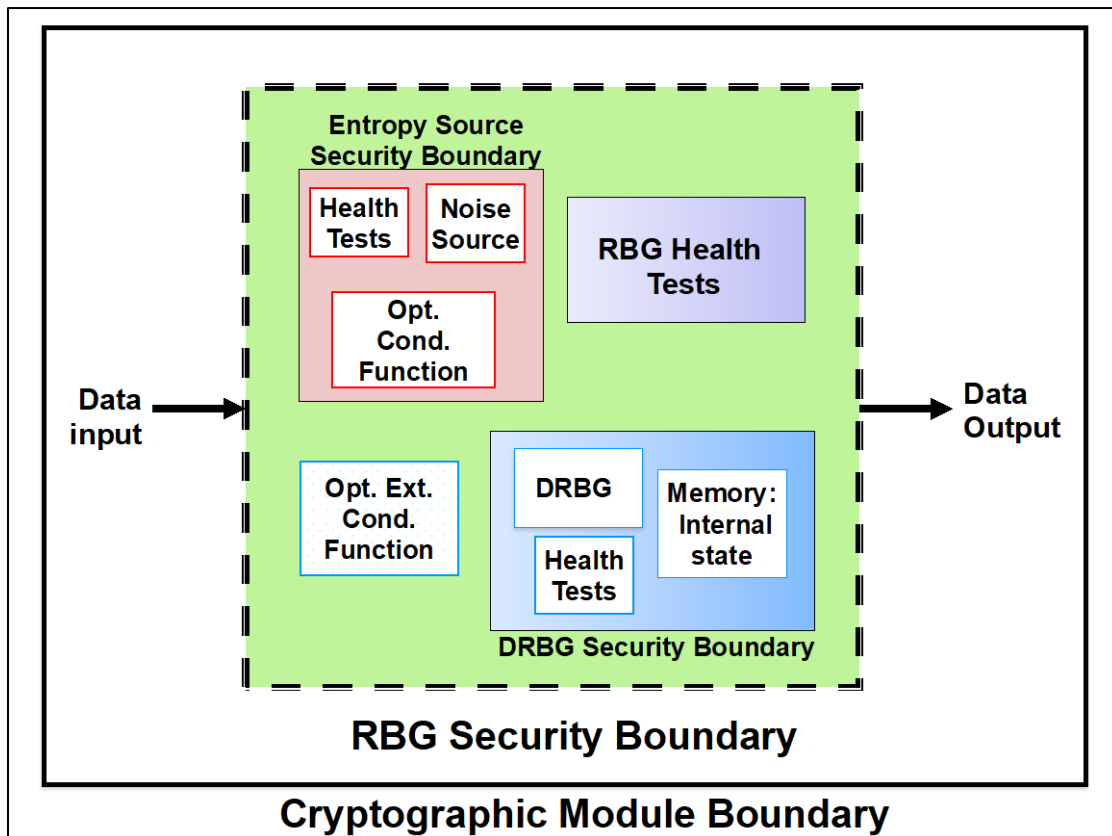 Entropy Source
Security Boundary
Health
Tests
Noise
Source
Opt.
Cond.
Function
RBG Health
Tests
Data
input
Data
Output
Opt. Ext.
Cond.
Function
DRBG
Health
Tests
Memory:
Internal
state
DRBG Security Boundary
RBG Security Boundary
Cryptographic Module Boundary